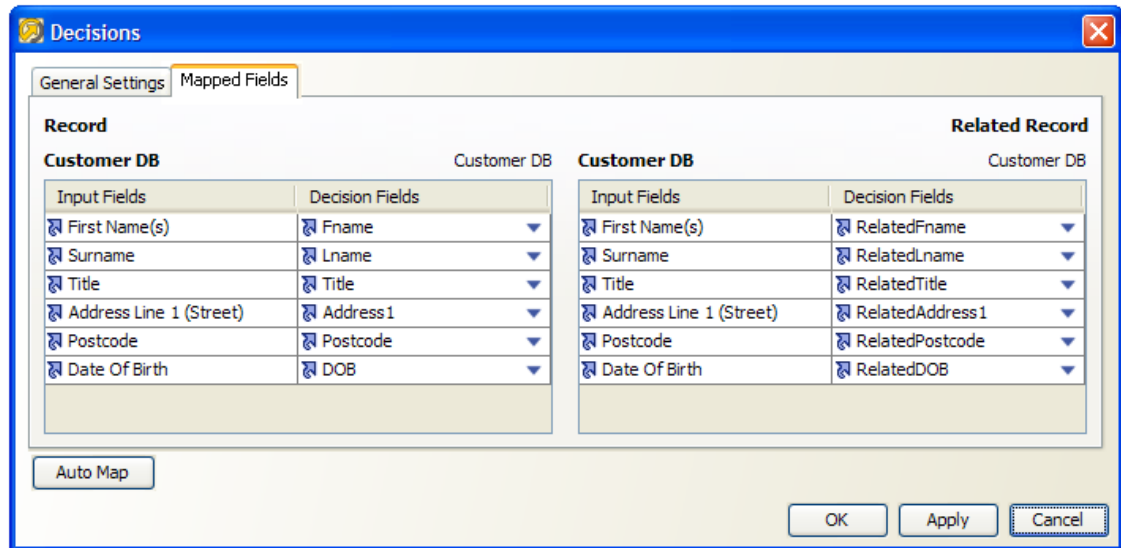 Decisions
General Settings Mapped Fields
Record Related Record
Customer DB Customer DB Customer DB Customer DB
Input Fields Decision Fields Input Fields Decision Fields
First Name(s) Fname First Name(s) RelatedFname
Surname Lname Surname RelatedLname
Title Title Title RelatedTitle
Address Line 1 (Street) Address1 Address Line 1 (Street) RelatedAddress1
Postcode Postcode Postcode RelatedPostcode
Date Of Birth DOB Date Of Birth RelatedDOB
Auto Map
OK Apply Cancel